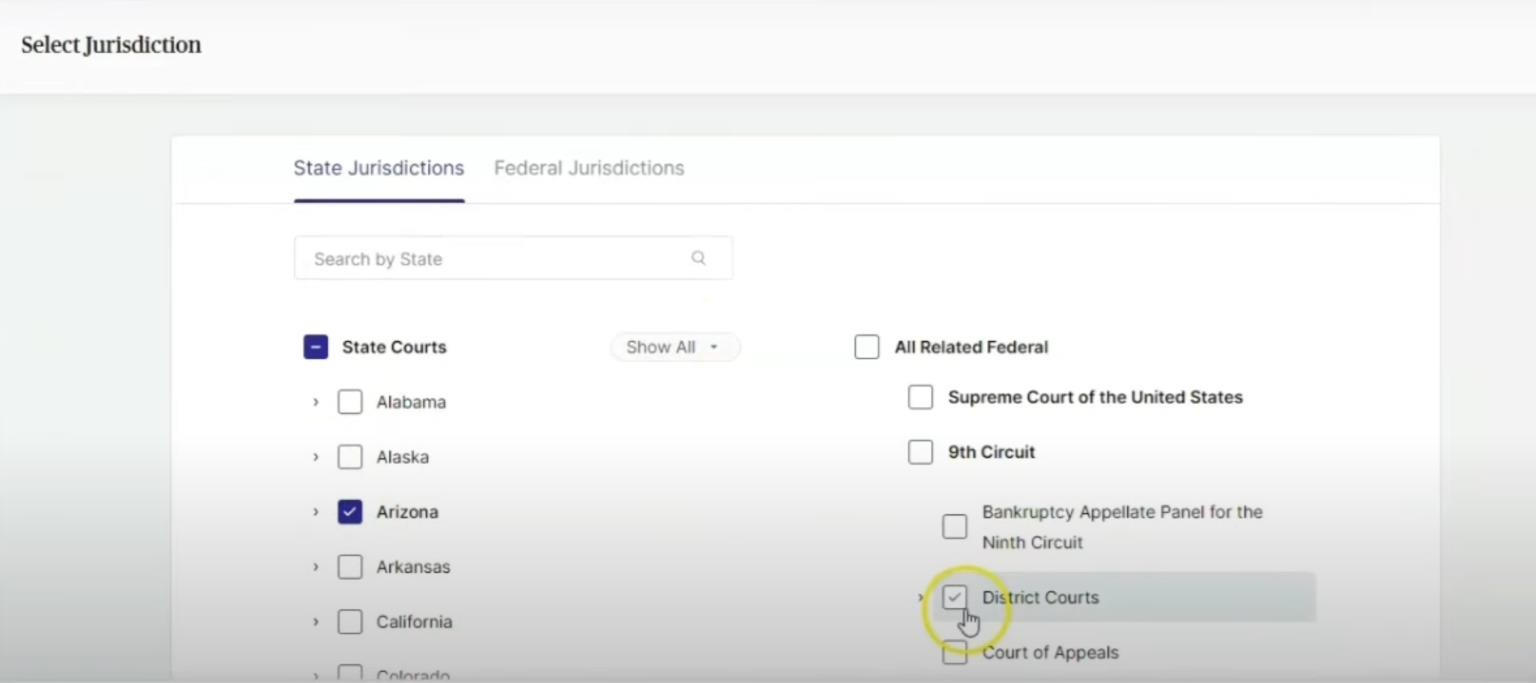 Select Jurisdiction
State Jurisdictions
Federal Jurisdictions
Search by State
State Courts
Show All
Alabama
Alaska
Arizona
Arkansas
California
Colorado
All Related Federal
Supreme Court of the United States
9th Circuit
Bankruptcy Appellate Panel for the
Ninth Circuit
District Courts
Court of Appeals